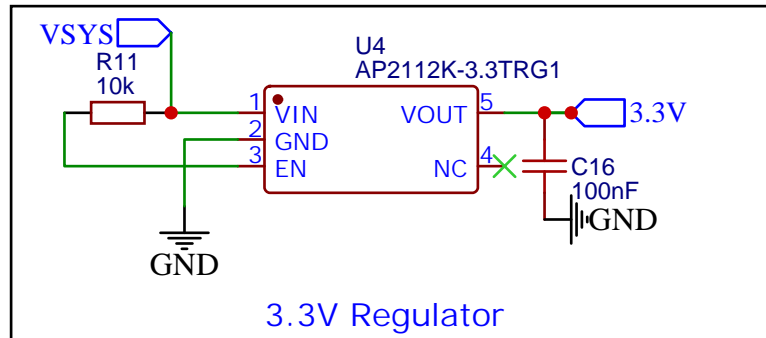 VSYS
R11
10k
U4
AP2112K-3.3TRG1
1
VIN
VOUT
5
3.3V
2
GND
3
EN
NC
4
C16
100nF
GND
GND
3.3V Regulator